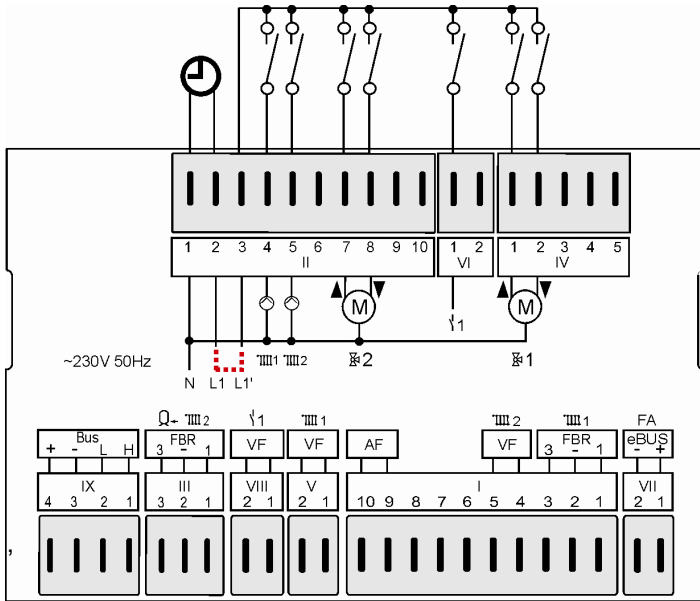 1 2 3 4 5 6 7 8 9 10 1 2 1 2 3 4 5
II VI IV
M M
1
~230V 50Hz 1 2 2 1
N L1 L1'
2 1 2 1
Bus FBR VF VF AF VF FBR FA
+ - L H 3 - 1 3 - 1 eBUS
- +
IX III VIII V I VII
4 3 2 1 3 2 1 2 1 2 1 10 9 8 7 6 5 4 3 2 1 2 1
,